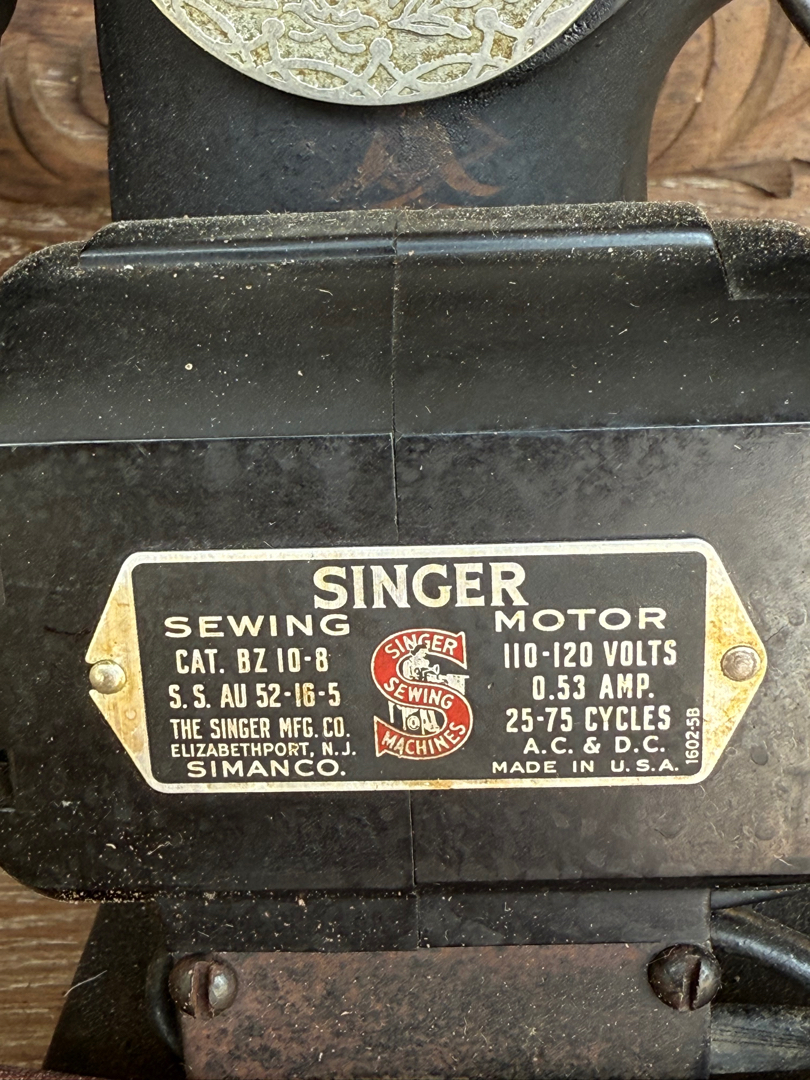 SINGER
SEWING MOTOR
CAT. BZ 10-8
S.S. AU 52-16-5
THE SINGER MFG. CO.
ELIZABETHPORT, N.J.
SIMANCO.
SINGER
SEWING
MACHINES
110-120 VOLTS
0.53 AMP.
25-75 CYCLES
A.C. & D.C.
MADE IN U.S.A.
1602-5B